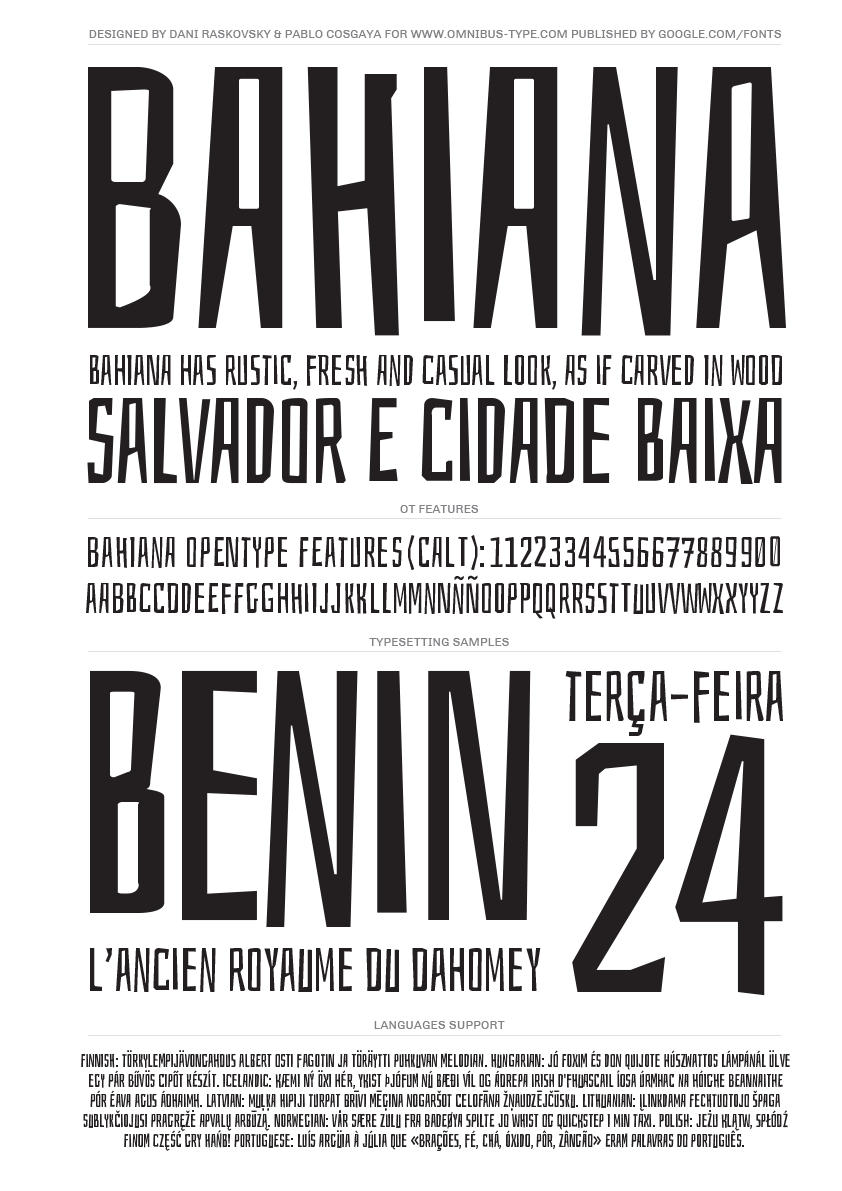 DESIGNED BY DANI RASKOVSKY & PABLO COSGAYA FOR WWW.OMNIBUS-TYPE.COM PUBLISHED BY GOOGLE.COM/FONTS
BAHIANA
BAHIANA HAS RUSTIC, FRESH AND CASUAL LOOK, AS IF CARVED IN WOOD
SALVADOR E CIDADE BAIXA
OT FEATURES
BAHIANA OPENTYPE FEATURES(CALT): 11223344556677889900
AABBCCDDEEFFGGHHIIJJKKLLMMNNÑÑOOPPQQRRSSTTUUVVWWXXYYZZ
TYPESETTING SAMPLES
BENIN
TERÇA-FEIRA
24
L’ANCIEN ROYAUME DU DAHOMEY
LANGUAGES SUPPORT
FINNISH: TÖRKYLEMPIJÄVONGAHDUS ALBERT OSTI FAGOTIN JA TÖRÄYTTI PUHKUVAN MELODIAN. HUNGARIAN: JÓ FOXIM ÉS DON QUIJOTE HÚSZWATTOS LÁMPÁNÁL ÜLVE
EGY PÁR BŰVÖS CIPŐT KÉSZÍT. ICELANDIC: KÆMI NÝ ÖXI HÉR, YKIST ÞJÓFUM NÚ BÆÐI VÍL OG ÁDREPA IRISH D'FHUASCAIL ÍOSA ÚRMHAC NA HÓIGHE BEANNAITHE
PÓR ÉAVA AGUS ÁDHAIMH. LATVIAN: MUĻĶA HIPIJI TURPAT BRĪVI MĒĢINA NOGARŠOT CELOFĀNA ŽŅAUDZĒJČŪSKU. LITHUANIAN: ĮLINKDAMA FECHTUOTOJO ŠPAGA
SUBLYKČIOJUSI PRAGRĘŽĖ APVALŲ ARBŪZĄ. NORWEGIAN: VÅR SÆRE ZULU FRA BADEØYA SPILTE JO WHIST OG QUICKSTEP I MIN TAXI. POLISH: JEŻU KLĄTW, SPŁÓDŹ
FINOM CZĘŚĆ GRY HAŃB! PORTUGUESE: LUÍS ARGÜIA À JÚLIA QUE «BRAÇÕES, FÉ, CHÁ, ÓXIDO, PÔR, ZÂNGÃO» ERAM PALAVRAS DO PORTUGUÊS.